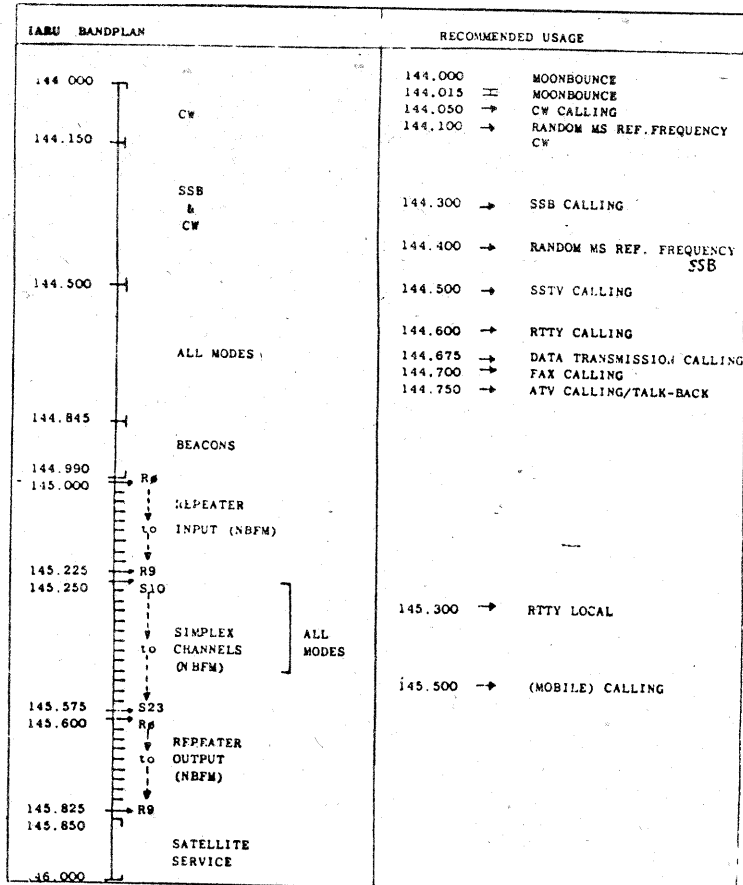 IARU BANDPLAN
RECOMMENDED USAGE
144 000
CW
144.150
SSB
&
CW
144.500
ALL MODES
144.845
BEACONS
144.990
145.000
RØ
REPEATER
to INPUT (NBFM)
145.225 R9
145.250 S10
SIMPLEX
to CHANNELS
(NBFM)
ALL
MODES
145.575 S23
145.600 RØ
REPEATER
to OUTPUT
(NBFM)
145.825 R9
145.850
SATELLITE
SERVICE
46.000
144.000 MOONBOUNCE
144.015 MOONBOUNCE
144.050 → CW CALLING
144.100 → RANDOM MS REF.FREQUENCY
CW
144.300 → SSB CALLING
144.400 → RANDOM MS REF. FREQUENCY
SSB
144.500 → SSTV CALLING
144.600 → RTTY CALLING
144.675 → DATA TRANSMISSION CALLING
144.700 → FAX CALLING
144.750 → ATV CALLING/TALK-BACK
145.300 → RTTY LOCAL
145.500 → (MOBILE) CALLING